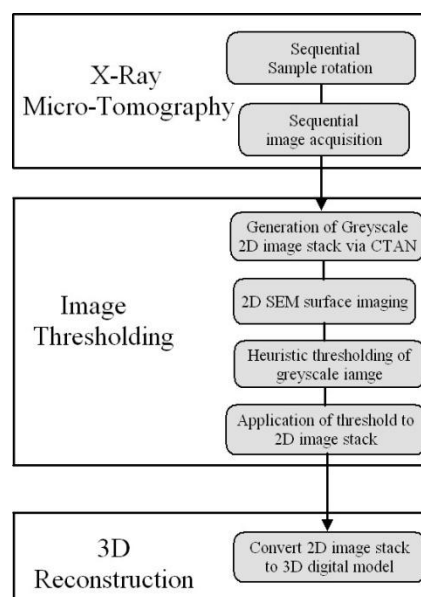 X-Ray
Micro-Tomography
Sequential
Sample rotation
Sequential
image acquisition
Image
Thresholding
Generation of Greyscale
2D image stack via CTAN
2D SEM surface imaging
Heuristic thresholding of
greyscale iamge
Application of threshold to
2D image stack
3D
Reconstruction
Convert 2D image stack
to 3D digital model